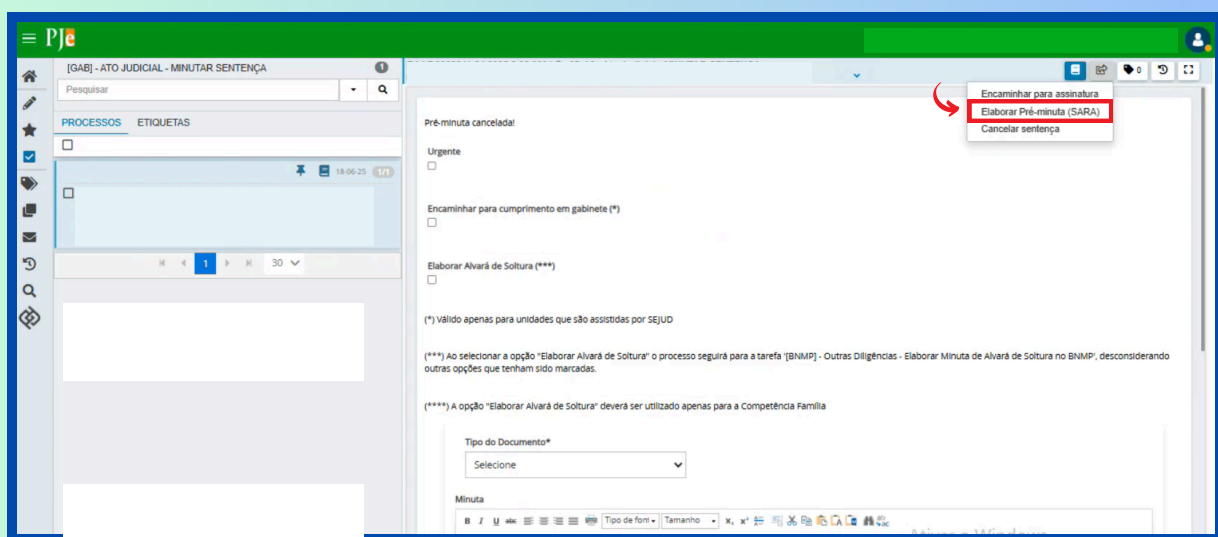 PJe
[GAB] - ATO JUDICIAL - MINUTAR SENTENÇA 1
Pesquisar
PROCESSOS ETIQUETAS
18-06-25 (1/1)
1 30
0
Encaminhar para assinatura
Elaborar Pré-minuta (SARA)
Cancelar sentença
Pré-minuta cancelada!
Urgente
Encaminhar para cumprimento em gabinete (*)
Elaborar Alvará de Soltura (***)
(*) Válido apenas para unidades que são assistidas por SEJUD
(***) Ao selecionar a opção "Elaborar Alvará de Soltura" o processo seguirá para a tarefa '[BNMP] - Outras Diligências - Elaborar Minuta de Alvará de Soltura no BNMP', desconsiderando
outras opções que tenham sido marcadas.
(****) A opção "Elaborar Alvará de Soltura" deverá ser utilizado apenas para a Competência Família
Tipo do Documento*
Selecione
Minuta
B I U abc Tipo de font Tamanho x, x²